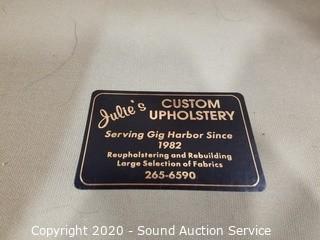 Julie's CUSTOM
UPHOLSTERY
Serving Gig Harbor Since
1982
Reupholstering and Rebuilding
Large Selection of Fabrics
265-6590
Copyright 2020 - Sound Auction Service